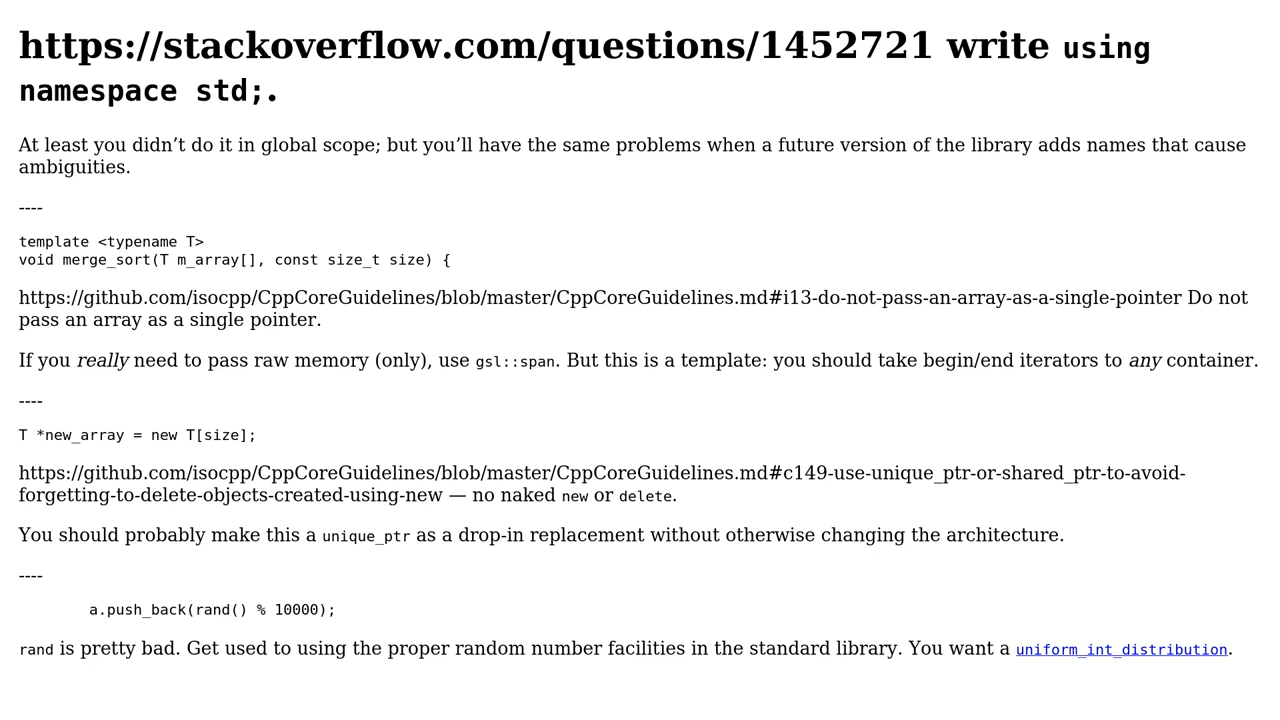 https://stackoverflow.com/questions/1452721 write using
namespace std;.
At least you didn’t do it in global scope; but you’ll have the same problems when a future version of the library adds names that cause
ambiguities.
----
template <typename T>
void merge_sort(T m_array[], const size_t size) {
https://github.com/isocpp/CppCoreGuidelines/blob/master/CppCoreGuidelines.md#i13-do-not-pass-an-array-as-a-single-pointer Do not
pass an array as a single pointer.
If you really need to pass raw memory (only), use gsl::span. But this is a template: you should take begin/end iterators to any container.
----
T *new_array = new T[size];
https://github.com/isocpp/CppCoreGuidelines/blob/master/CppCoreGuidelines.md#c149-use-unique_ptr-or-shared_ptr-to-avoid-
forgetting-to-delete-objects-created-using-new — no naked new or delete.
You should probably make this a unique_ptr as a drop-in replacement without otherwise changing the architecture.
----
a.push_back(rand() % 10000);
rand is pretty bad. Get used to using the proper random number facilities in the standard library. You want a uniform_int_distribution.